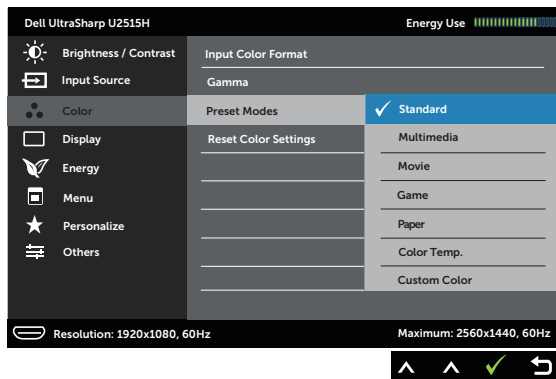 Dell UltraSharp U2515H
Energy Use
Brightness / Contrast
Input Source
Color
Display
Energy
Menu
Personalize
Others
Input Color Format
Gamma
Preset Modes
Reset Color Settings
Standard
Multimedia
Movie
Game
Paper
Color Temp.
Custom Color
Resolution: 1920x1080, 60Hz
Maximum: 2560x1440, 60Hz